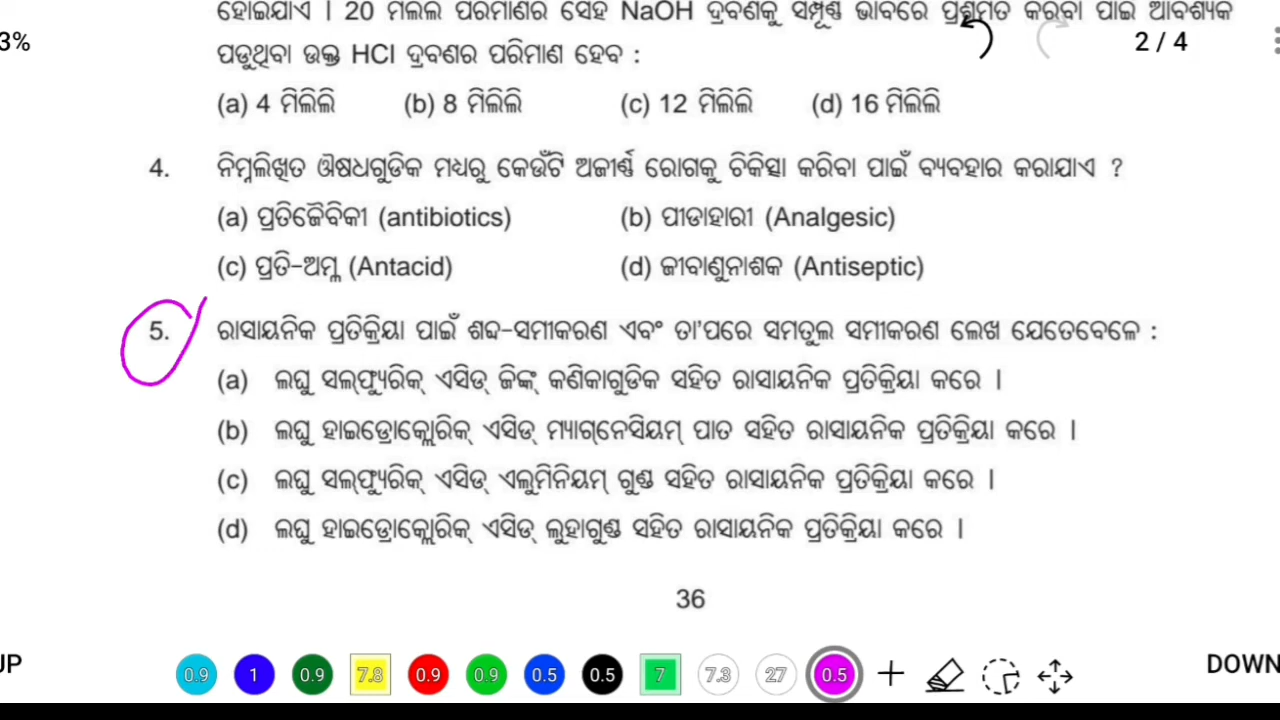 ହୋଇଯାଏ । 20 ମିଲିଲି ପରିମାଣର ସେହି NaOH ଦ୍ରବଣକୁ ସମ୍ପୂର୍ଣ୍ଣ ଭାବରେ ପ୍ରଶମିତ କରିବା ପାଇଁ ଆବଶ୍ୟକ
3%
2 / 4
ପଡୁଥିବା ଉକ୍ତ HCl ଦ୍ରବଣର ପରିମାଣ ହେବ :
(a) 4 ମିଲିଲି (b) 8 ମିଲିଲି (c) 12 ମିଲିଲି (d) 16 ମିଲିଲି
4. ନିମ୍ନଲିଖିତ ଔଷଧଗୁଡିକ ମଧ୍ୟରୁ କେଉଁଟି ଅଜୀର୍ଣ୍ଣ ରୋଗକୁ ଚିକିତ୍ସା କରିବା ପାଇଁ ବ୍ୟବହାର କରାଯାଏ ?
(a) ପ୍ରତିଜୈବିକୀ (antibiotics) (b) ପୀଡାହାରୀ (Analgesic)
(c) ପ୍ରତି-ଅମ୍ଳ (Antacid) (d) ଜୀବାଣୁନାଶକ (Antiseptic)
5. ରାସାୟନିକ ପ୍ରତିକ୍ରିୟା ପାଇଁ ଶବ୍ଦ-ସମୀକରଣ ଏବଂ ତା'ପରେ ସମତୁଲ ସମୀକରଣ ଲେଖ ଯେତେବେଳେ :
(a) ଲଘୁ ସଲ୍‌ଫ୍ୟୁରିକ୍ ଏସିଡ୍ ଜିଙ୍କ୍ କଣିକାଗୁଡିକ ସହିତ ରାସାୟନିକ ପ୍ରତିକ୍ରିୟା କରେ ।
(b) ଲଘୁ ହାଇଡ୍ରୋକ୍ଲୋରିକ୍ ଏସିଡ୍ ମ୍ୟାଗ୍‌ନେସିୟମ୍ ପାତ ସହିତ ରାସାୟନିକ ପ୍ରତିକ୍ରିୟା କରେ ।
(c) ଲଘୁ ସଲ୍‌ଫ୍ୟୁରିକ୍ ଏସିଡ୍ ଏଲୁମିନିୟମ୍ ଗୁଣ୍ଡ ସହିତ ରାସାୟନିକ ପ୍ରତିକ୍ରିୟା କରେ ।
(d) ଲଘୁ ହାଇଡ୍ରୋକ୍ଲୋରିକ୍ ଏସିଡ୍ ଲୁହାଗୁଣ୍ଡ ସହିତ ରାସାୟନିକ ପ୍ରତିକ୍ରିୟା କରେ ।
36
UP 0.9 1 0.9 7.8 0.9 0.9 0.5 0.5 7 7.3 27 0.5 DOWN